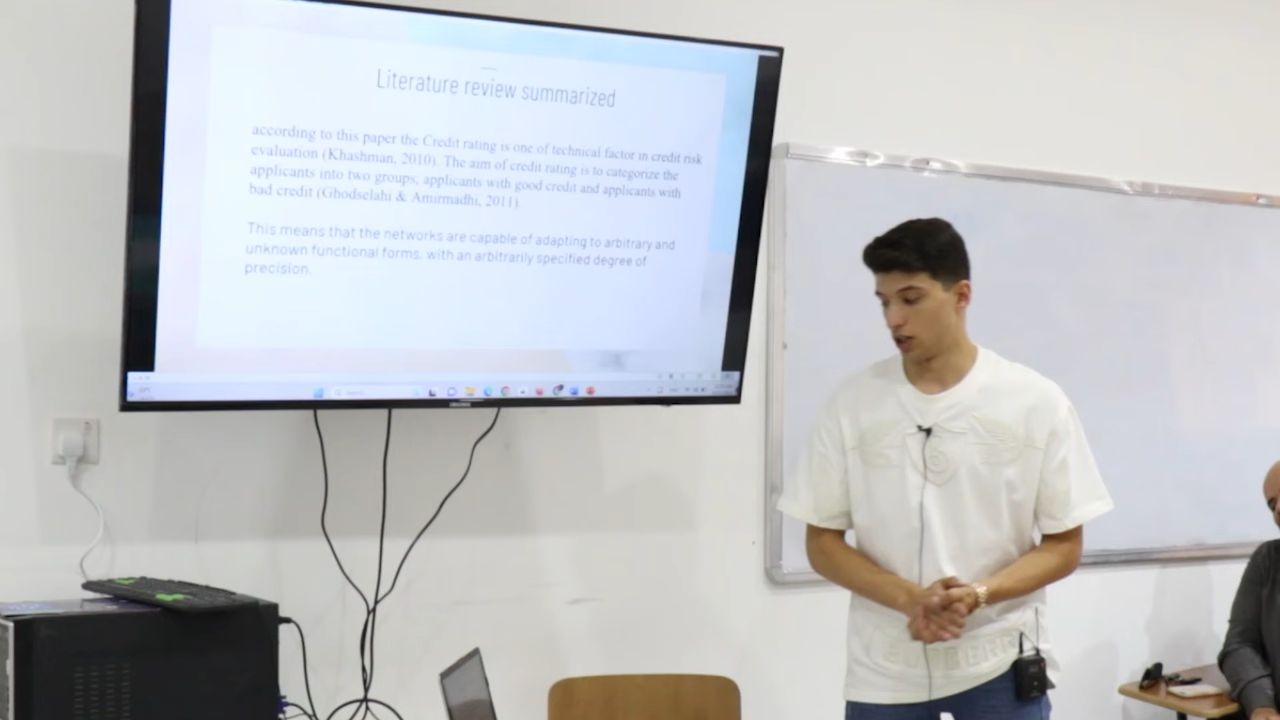 Literature review summarized
according to this paper the Credit rating is one of technical factor in credit risk
evaluation (Khashman, 2010). The aim of credit rating is to categorize the
applicants into two groups; applicants with good credit and applicants with
bad credit (Ghodselahi & Amirmadhi, 2011).
This means that the networks are capable of adapting to arbitrary and
unknown functional forms, with an arbitrarily specified degree of
precision.